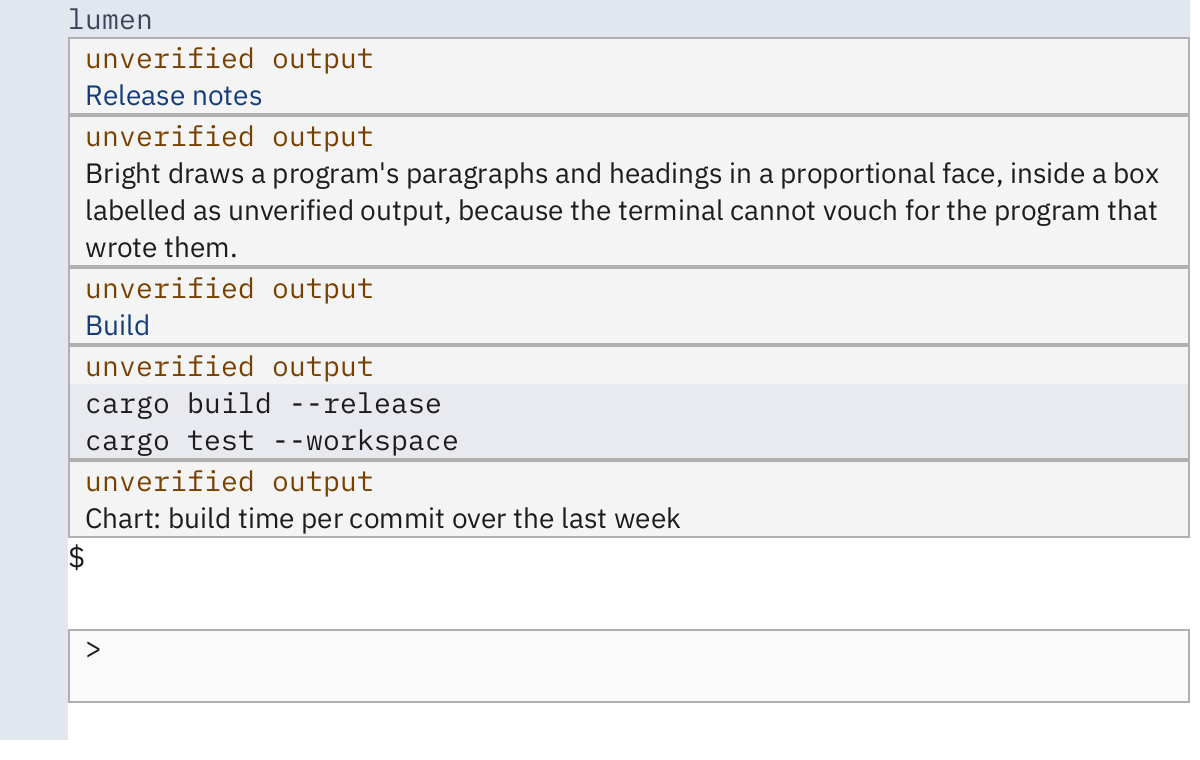 lumen
unverified output
Release notes
unverified output
Bright draws a program's paragraphs and headings in a proportional face, inside a box
labelled as unverified output, because the terminal cannot vouch for the program that
wrote them.
unverified output
Build
unverified output
cargo build --release
cargo test --workspace
unverified output
Chart: build time per commit over the last week
$
>